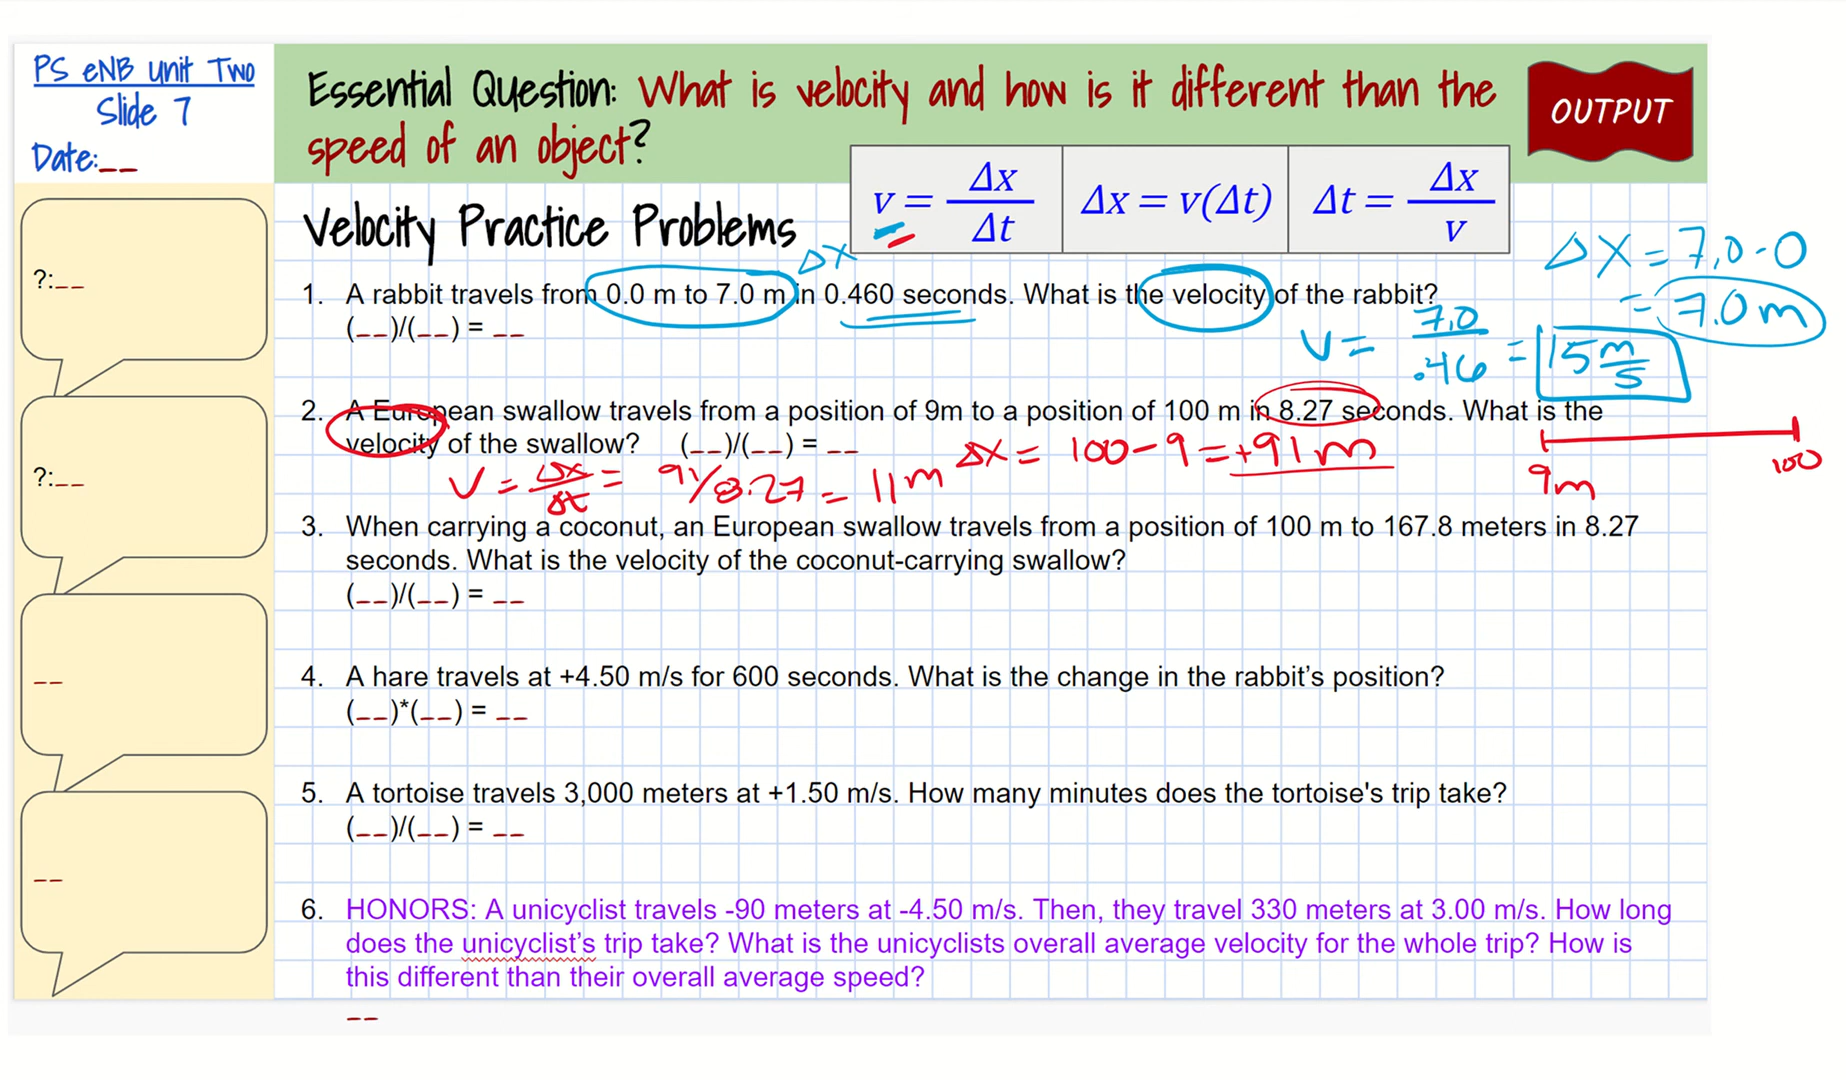 PS eNB Unit Two
Slide 7
Date:__
Essential Question: What is velocity and how is it different than the
speed of an object?
OUTPUT
v = Δx/Δt
Δx = v(Δt)
Δt = Δx/v
Velocity Practice Problems
ΔX
ΔX = 7.0-0
= 7.0 m
1. A rabbit travels from 0.0 m to 7.0 m in 0.460 seconds. What is the velocity of the rabbit?
(__)/(__) = __
V = 7.0/.46 = 15 m/s
2. A European swallow travels from a position of 9m to a position of 100 m in 8.27 seconds. What is the
velocity of the swallow? (__)/(__) = __
ΔX = 100-9 = +91 m
9m
100
V = ΔX/Δt = 91/8.27 = 11 m
3. When carrying a coconut, an European swallow travels from a position of 100 m to 167.8 meters in 8.27
seconds. What is the velocity of the coconut-carrying swallow?
(__)/(__) = __
4. A hare travels at +4.50 m/s for 600 seconds. What is the change in the rabbit’s position?
(__)*(__) = __
5. A tortoise travels 3,000 meters at +1.50 m/s. How many minutes does the tortoise's trip take?
(__)/(__) = __
6. HONORS: A unicyclist travels -90 meters at -4.50 m/s. Then, they travel 330 meters at 3.00 m/s. How long
does the unicyclist’s trip take? What is the unicyclists overall average velocity for the whole trip? How is
this different than their overall average speed?
__
?:__
?:__
__
__